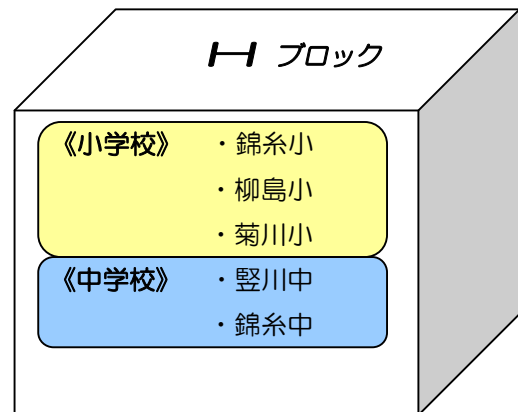 H ブロック
《小学校》 ・錦糸小
・柳島小
・菊川小
《中学校》 ・竪川中
・錦糸中